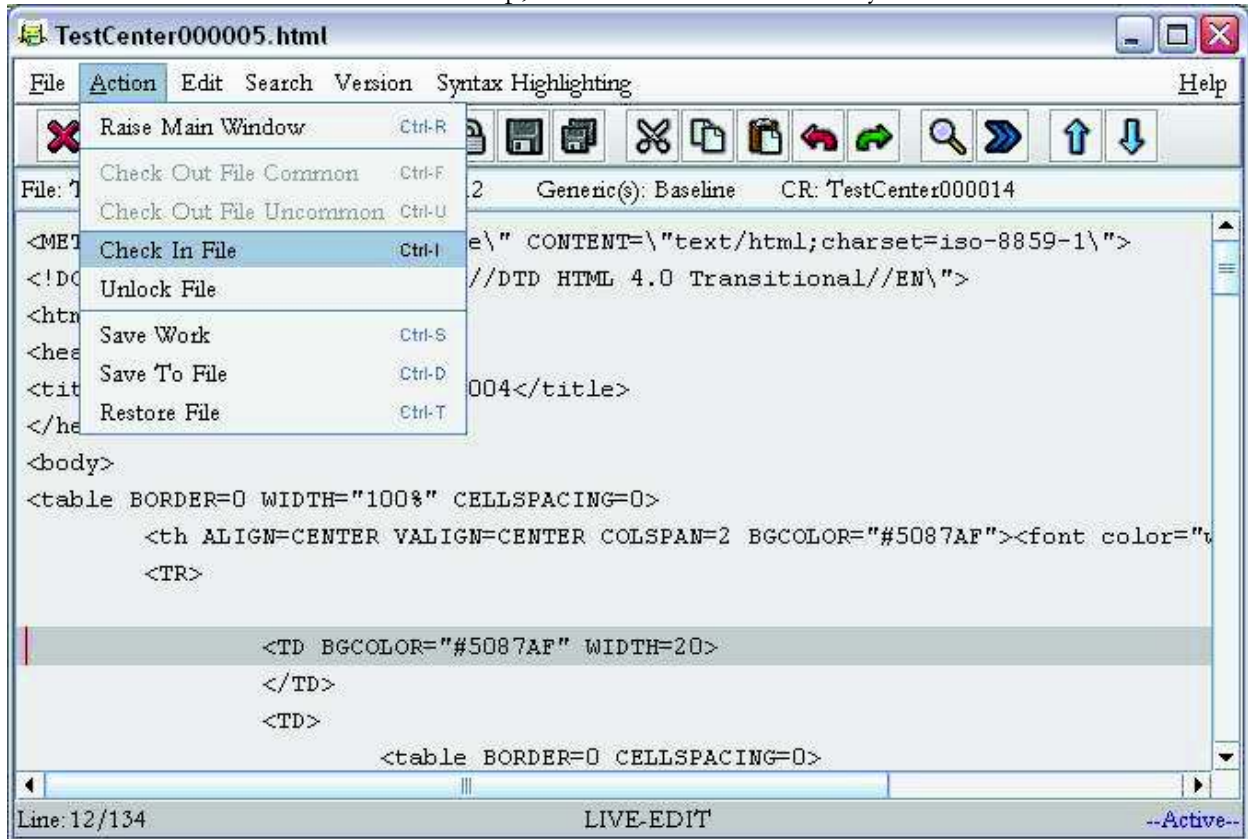 TestCenter000005.html
File Action Edit Search Version Syntax Highlighting Help
Raise Main Window Ctrl-R
Check Out File Common Ctrl-F
Check Out File Uncommon Ctrl-U
Check In File Ctrl-I
Unlock File
Save Work Ctrl-S
Save To File Ctrl-D
Restore File Ctrl-T
File: 2 Generic(s): Baseline CR: TestCenter000014
<MET e\" CONTENT=\"text/html;charset=iso-8859-1\">
<!DO //DTD HTML 4.0 Transitional//EN\">
<htm
<hea
<tit 004</title>
</he
<body>
<table BORDER=0 WIDTH="100%" CELLSPACING=0>
<th ALIGN=CENTER VALIGN=CENTER COLSPAN=2 BGCOLOR="#5087AF"><font color="w
<TR>
<TD BGCOLOR="#5087AF" WIDTH=20>
</TD>
<TD>
<table BORDER=0 CELLSPACING=0>
Line:12/134 LIVE-EDIT --Active--